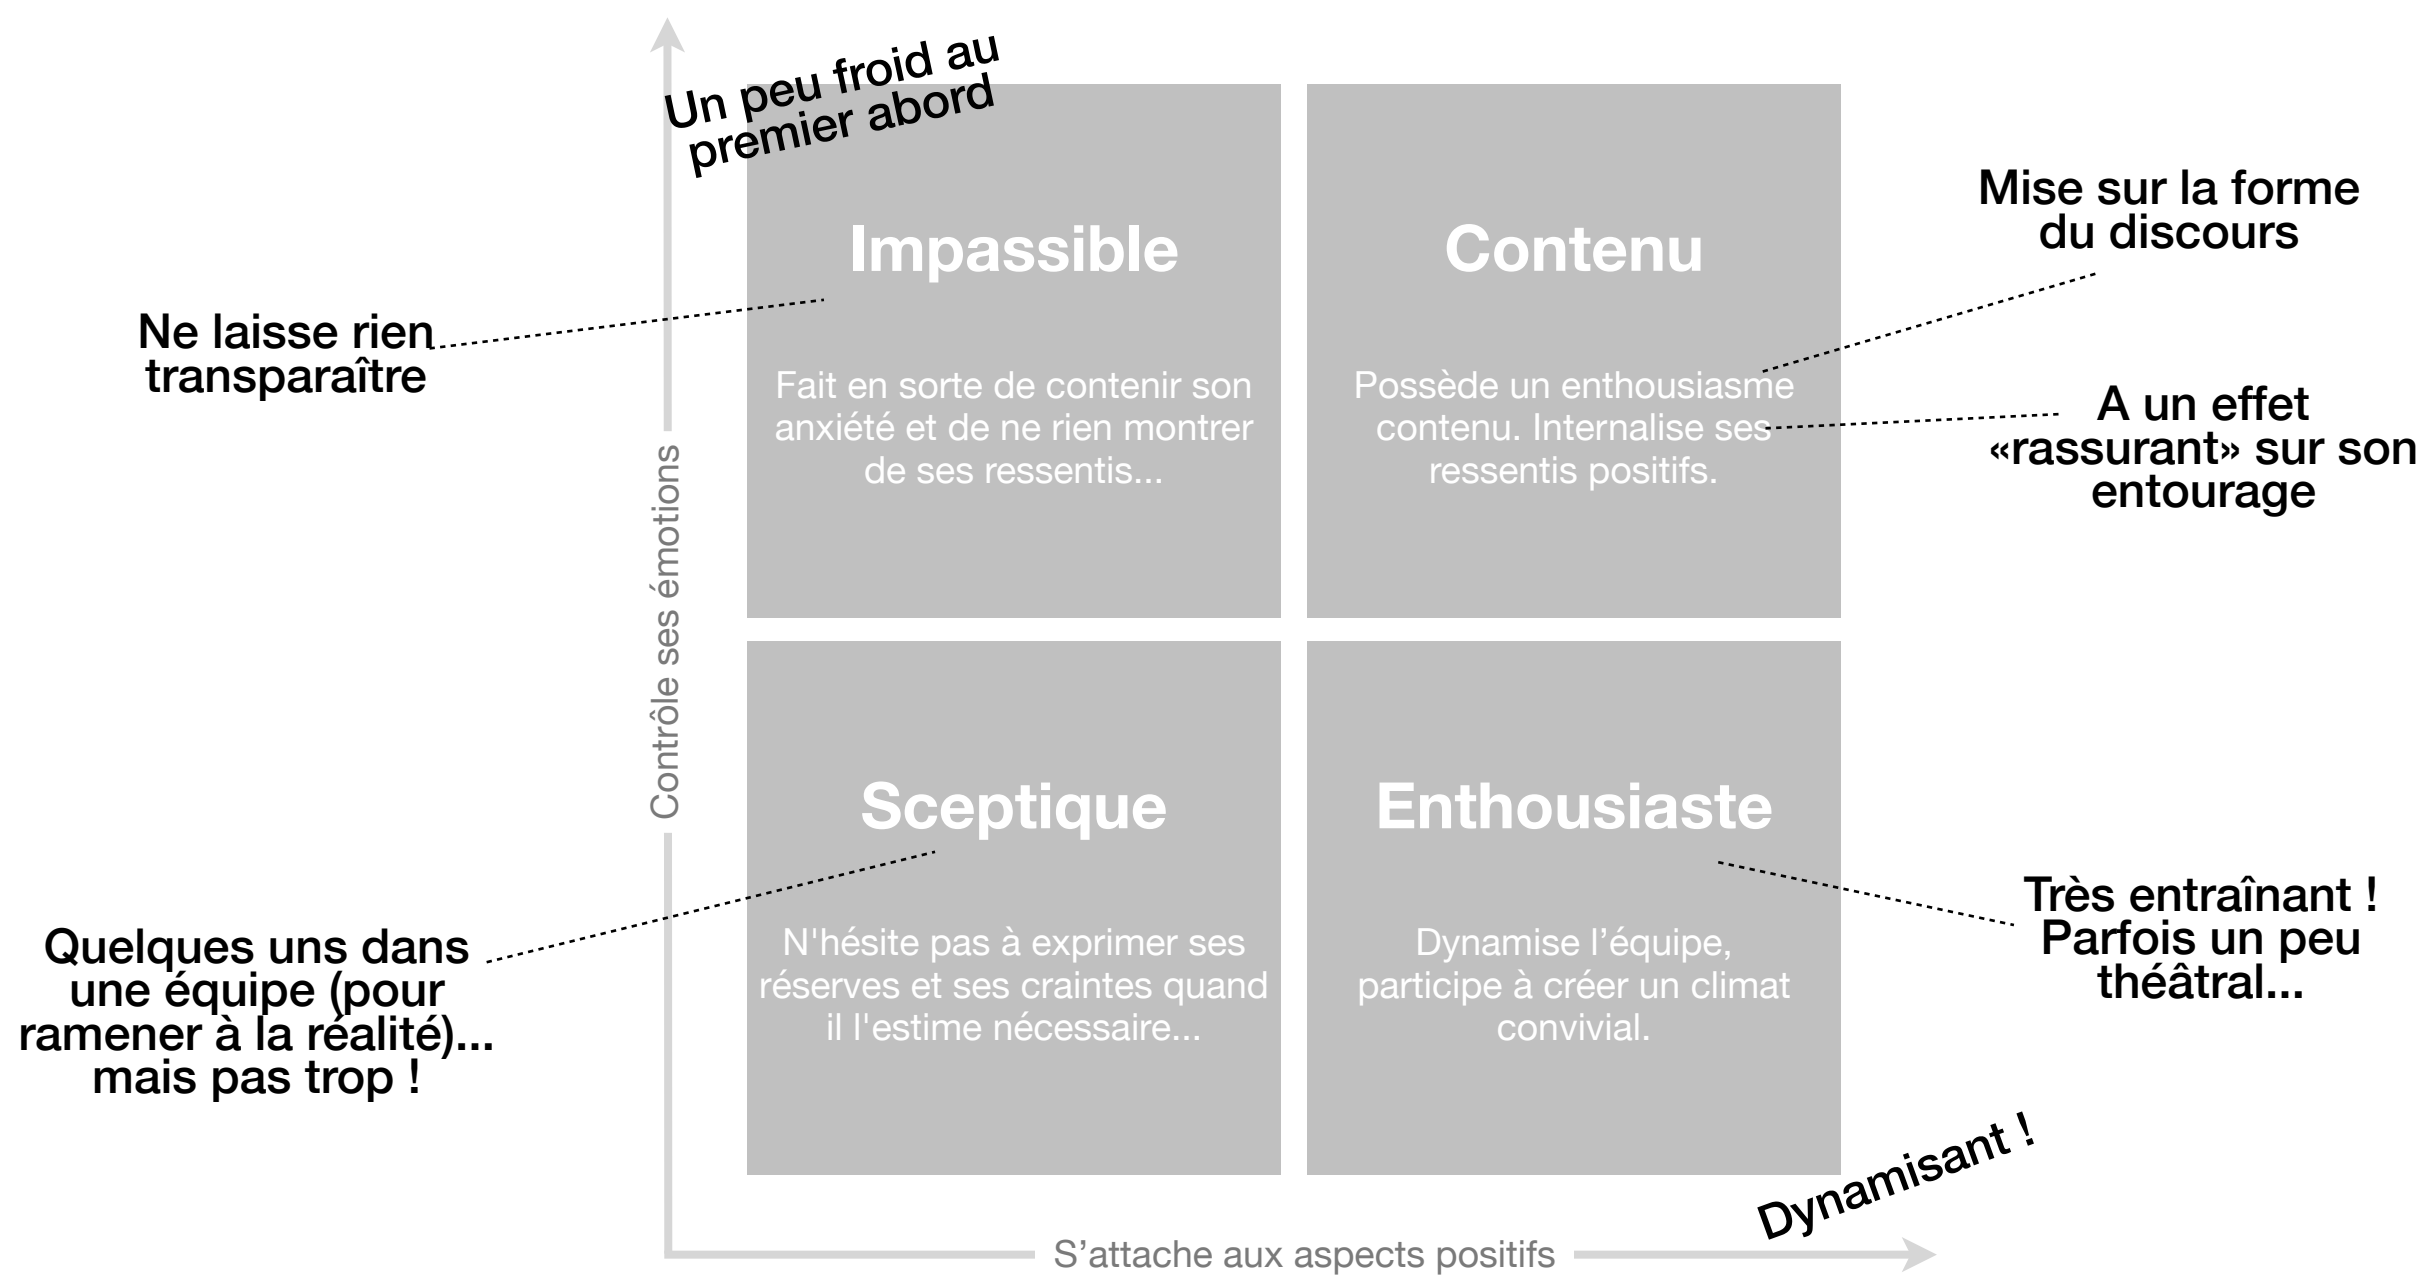 Un peu froid au
premier abord
Impassible
Fait en sorte de contenir son
anxiété et de ne rien montrer
de ses ressentis...
Contenu
Possède un enthousiasme
contenu. Internalise ses
ressentis positifs.
Mise sur la forme
du discours
A un effet
«rassurant» sur son
entourage
Ne laisse rien
transparaître
Contrôle ses émotions
Sceptique
N'hésite pas à exprimer ses
réserves et ses craintes quand
il l'estime nécessaire...
Enthousiaste
Dynamise l’équipe,
participe à créer un climat
convivial.
Quelques uns dans
une équipe (pour
ramener à la réalité)...
mais pas trop !
Très entraînant !
Parfois un peu
théâtral...
Dynamisant !
S’attache aux aspects positifs